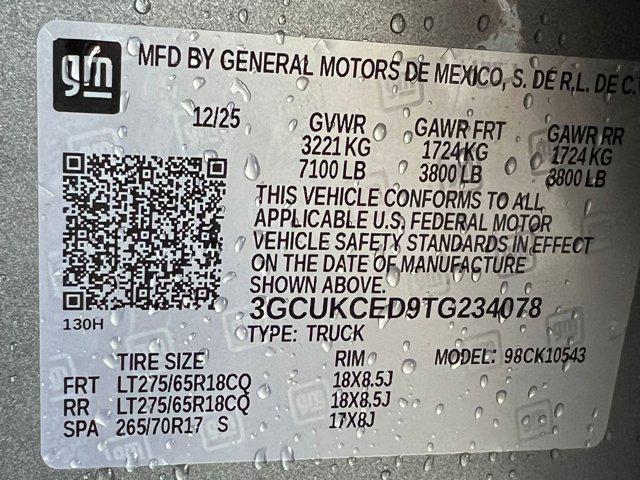 gm
MFD BY GENERAL MOTORS DE MEXICO, S. DE R.L. DE C.
12/25 GVWR GAWR FRT GAWR RR
3221 KG 1724 KG 1724 KG
7100 LB 3800 LB 3800 LB
THIS VEHICLE CONFORMS TO ALL
APPLICABLE U.S. FEDERAL MOTOR
VEHICLE SAFETY STANDARDS IN EFFECT
ON THE DATE OF MANUFACTURE
SHOWN ABOVE.
3GCUKCED9TG234078
130H TYPE: TRUCK
TIRE SIZE RIM MODEL: 98CK10543
FRT LT275/65R18CQ 18X8.5J
RR LT275/65R18CQ 18X8.5J
SPA 265/70R17 S 17X8J